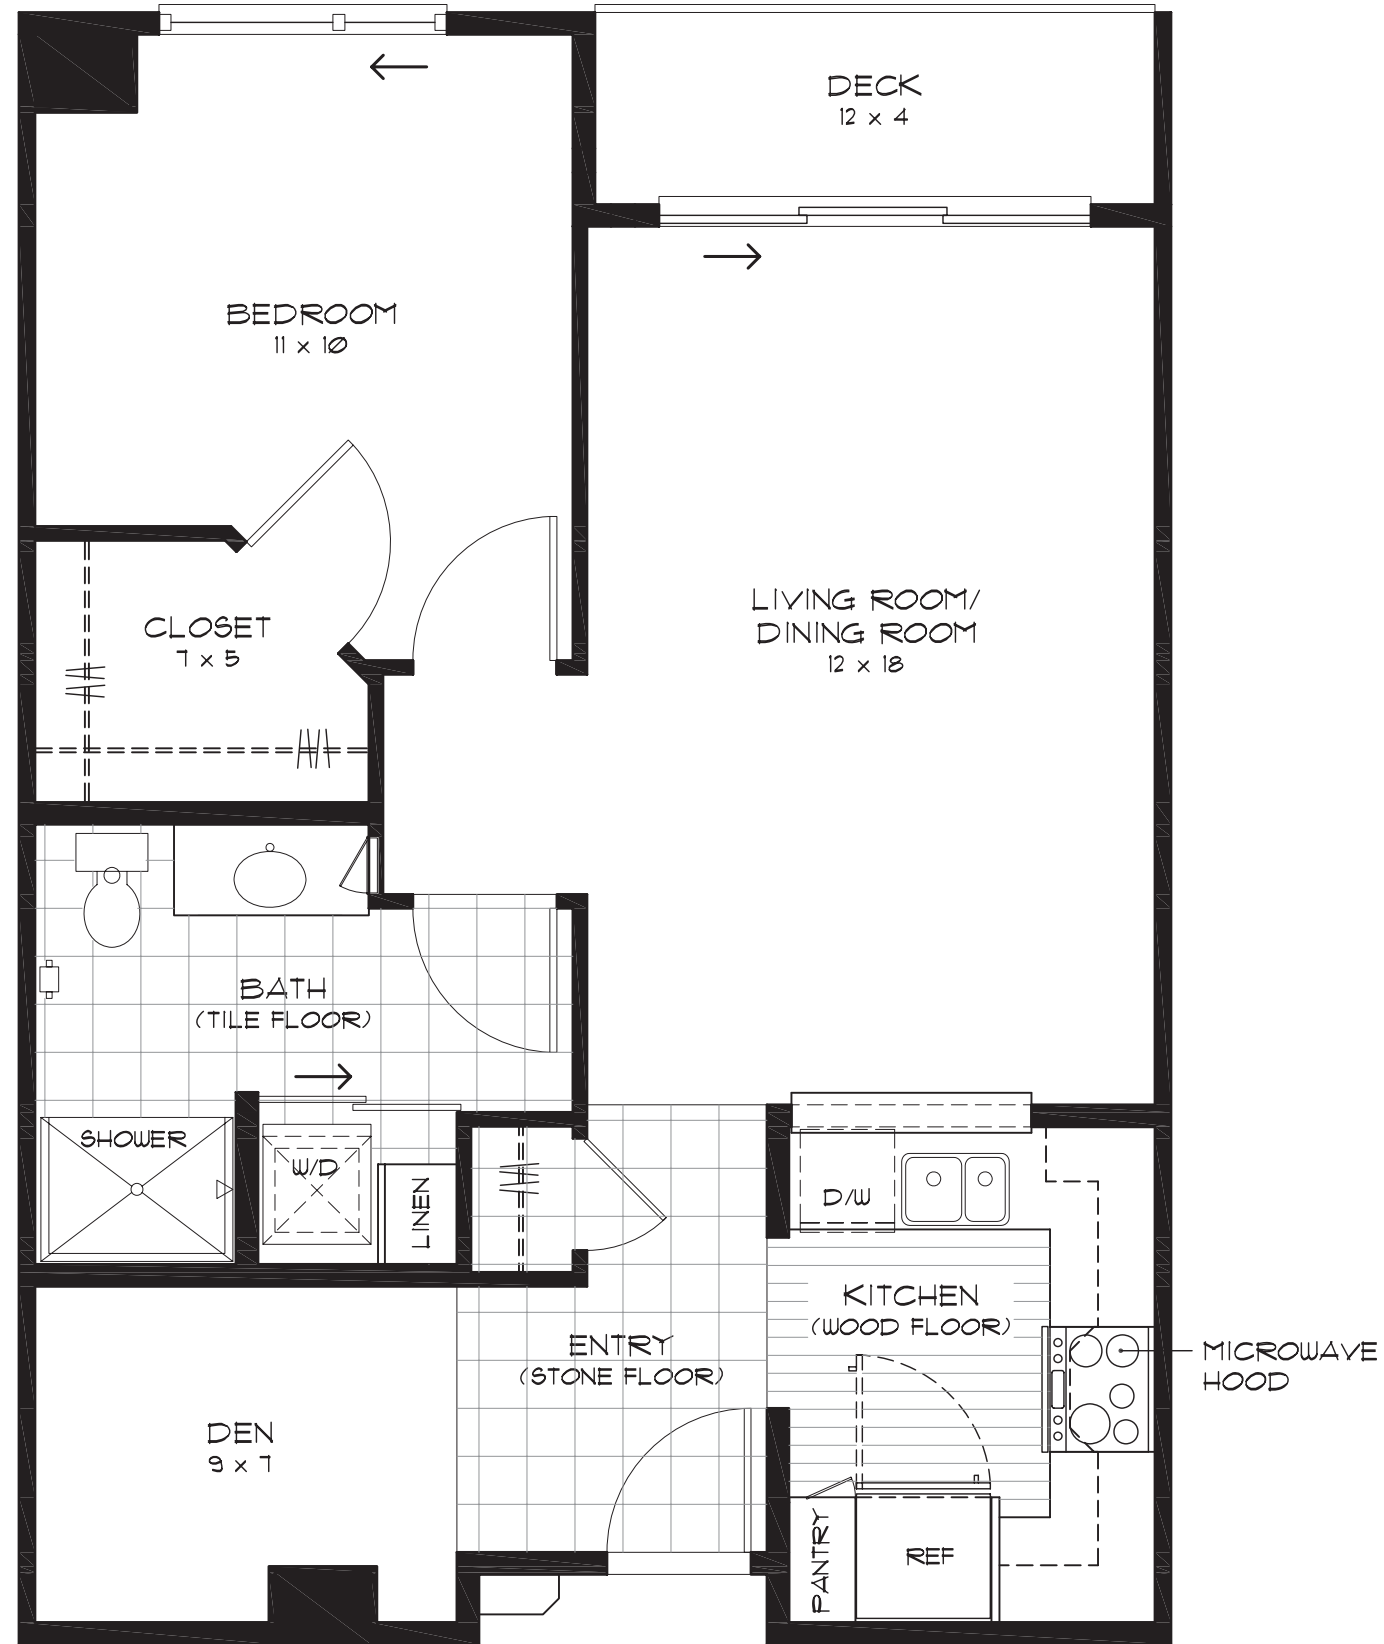 DECK
12 x 4
BEDROOM
11 x 10
LIVING ROOM/
DINING ROOM
12 x 18
CLOSET
7 x 5
BATH
(TILE FLOOR)
SHOWER
W/D
LINEN
D/W
KITCHEN
(WOOD FLOOR)
ENTRY
(STONE FLOOR)
MICROWAVE
HOOD
DEN
9 x 7
PANTRY
REF